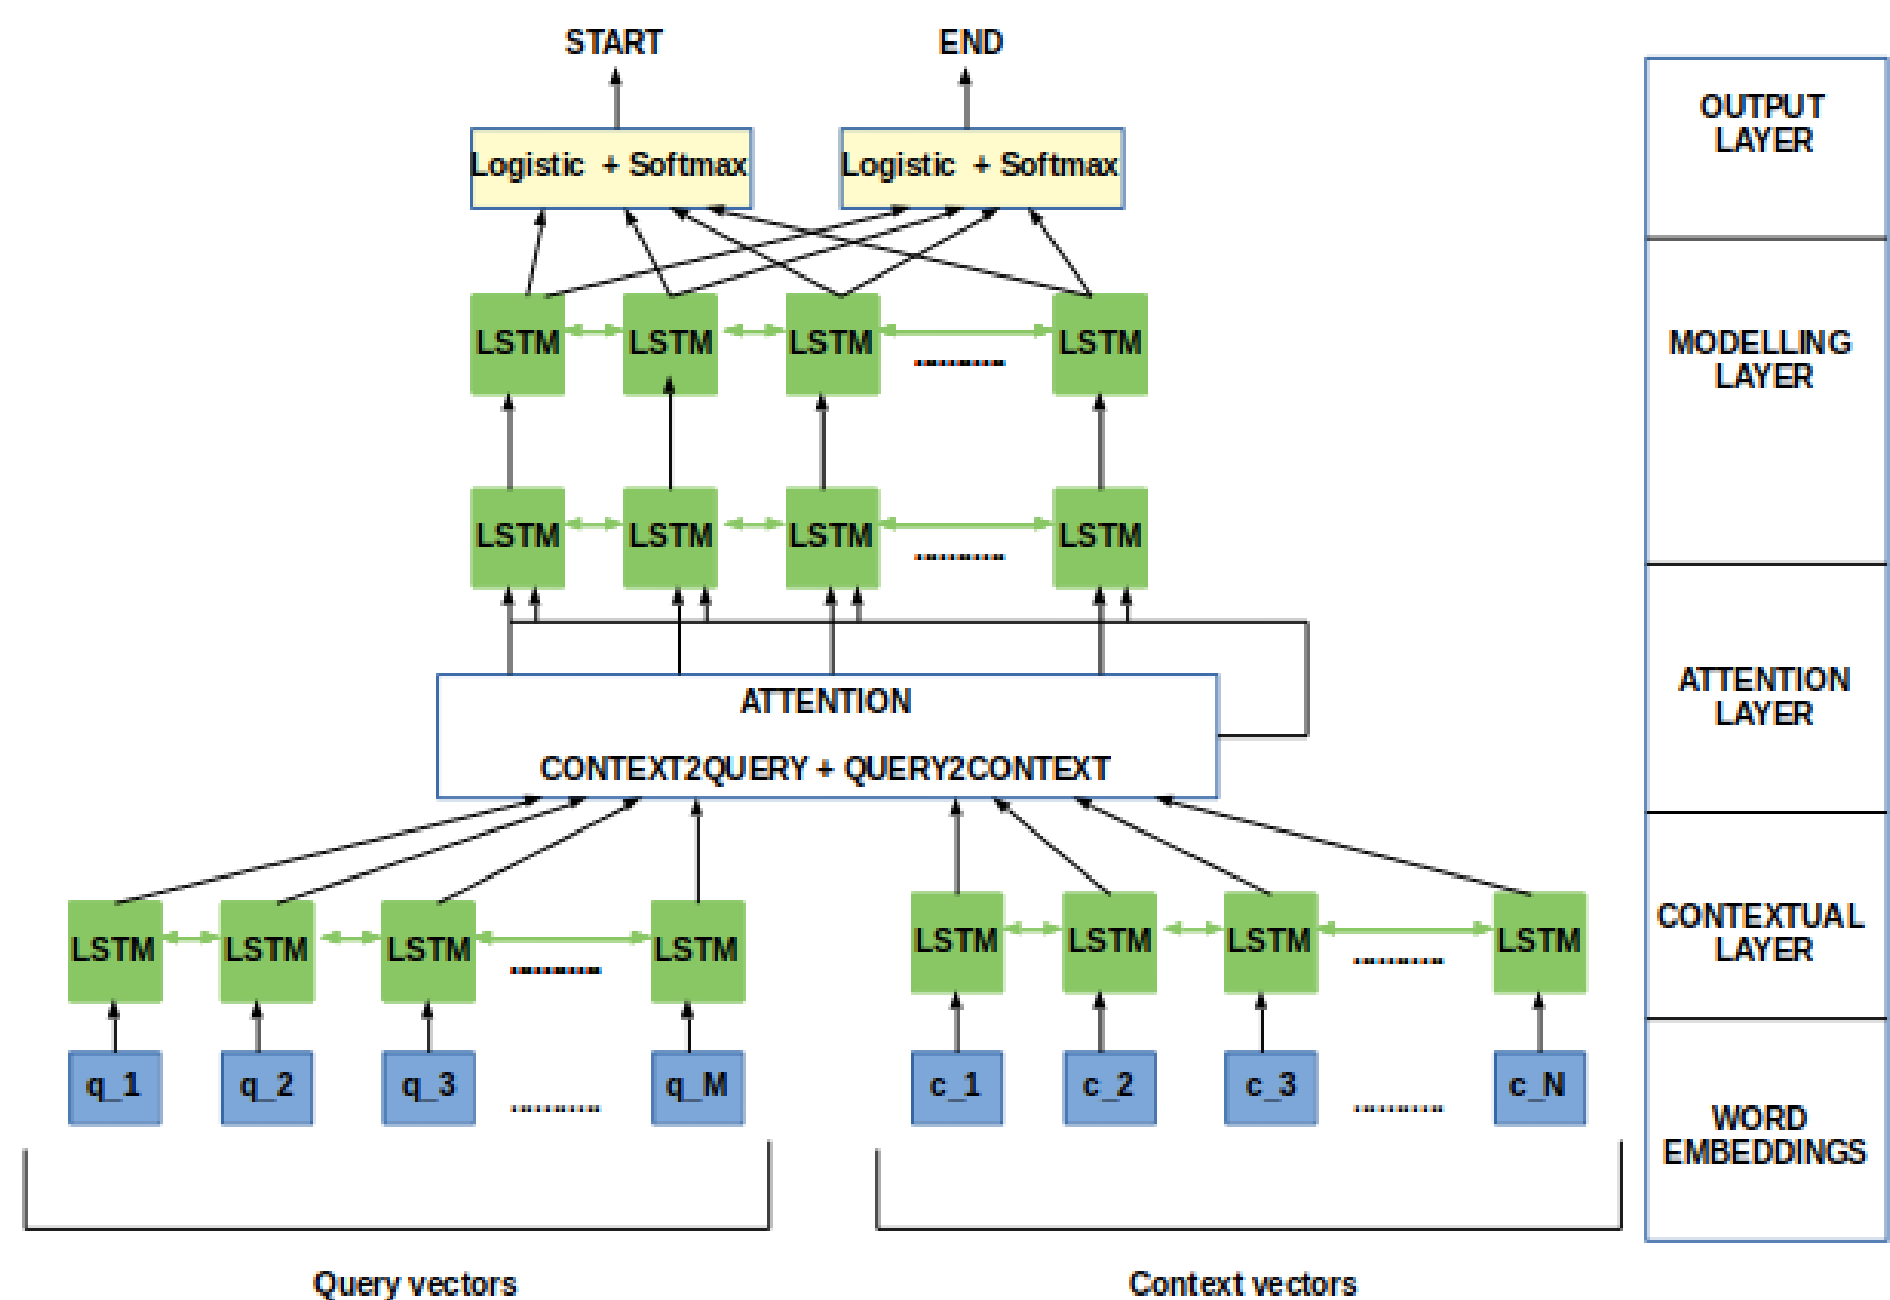 START
END
Logistic + Softmax
Logistic + Softmax
LSTM
LSTM
LSTM
...........
LSTM
LSTM
LSTM
LSTM
...........
LSTM
ATTENTION
CONTEXT2QUERY + QUERY2CONTEXT
LSTM
LSTM
LSTM
...........
LSTM
LSTM
LSTM
LSTM
...........
LSTM
q_1
q_2
q_3
...........
q_M
c_1
c_2
c_3
...........
c_N
Query vectors
Context vectors
OUTPUT
LAYER
MODELLING
LAYER
ATTENTION
LAYER
CONTEXTUAL
LAYER
WORD
EMBEDDINGS